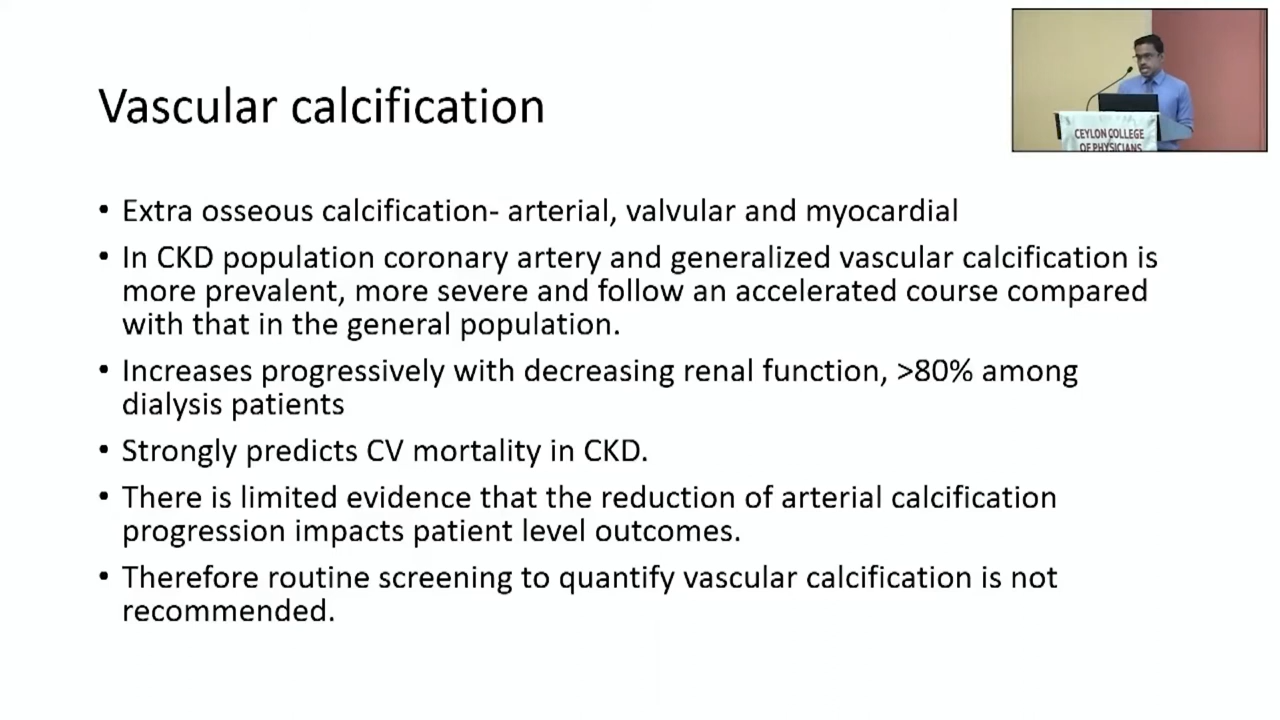 Vascular calcification
• Extra osseous calcification- arterial, valvular and myocardial
• In CKD population coronary artery and generalized vascular calcification is
more prevalent, more severe and follow an accelerated course compared
with that in the general population.
• Increases progressively with decreasing renal function, >80% among
dialysis patients
• Strongly predicts CV mortality in CKD.
• There is limited evidence that the reduction of arterial calcification
progression impacts patient level outcomes.
• Therefore routine screening to quantify vascular calcification is not
recommended.
CEYLON COLLEGE
OF PHYSICIANS